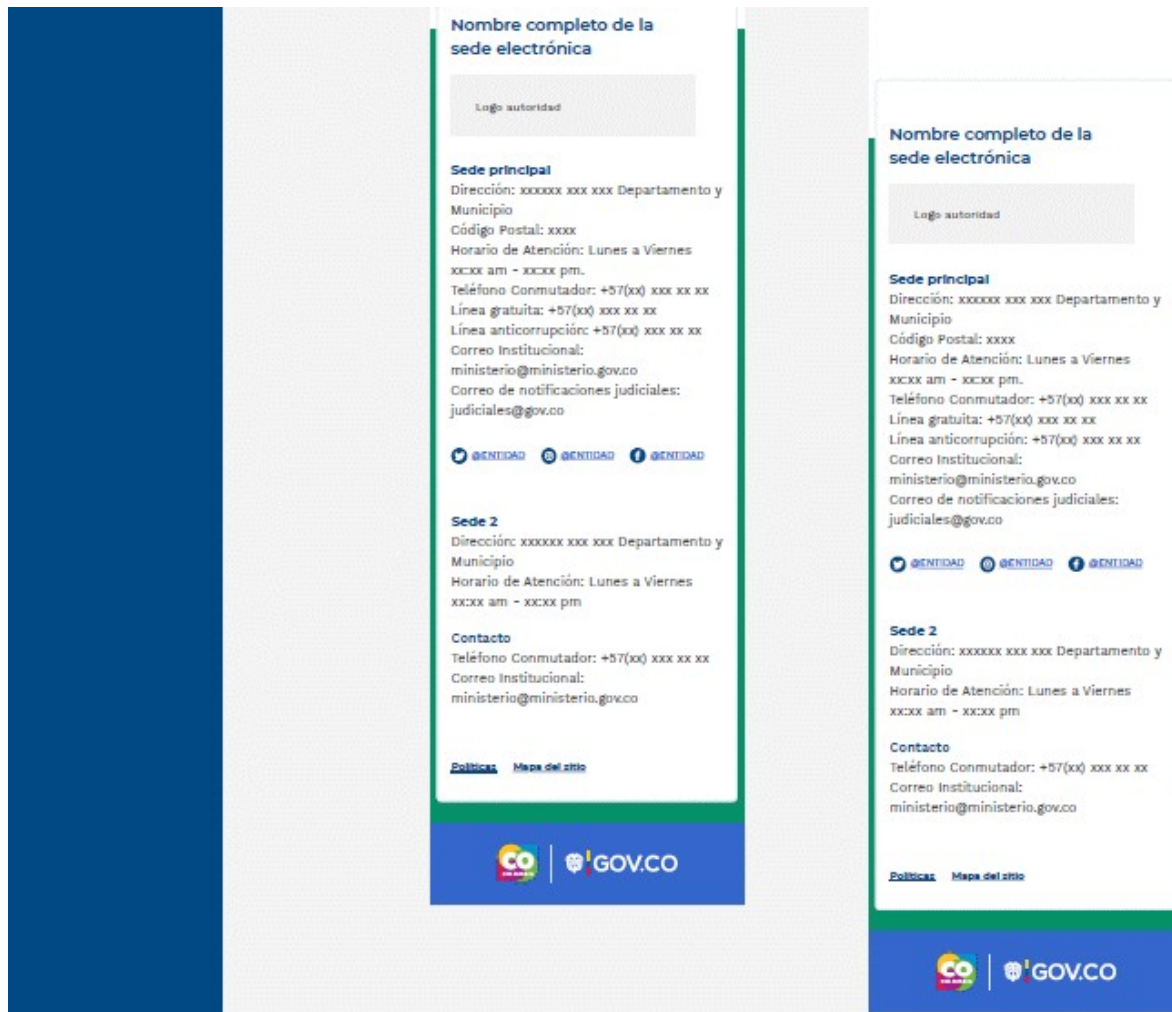 Nombre completo de la
sede electrónica
Logo autoridad
Sede principal
Dirección: xxxxxx xxx xxx Departamento y
Municipio
Código Postal: xxxx
Horario de Atención: Lunes a Viernes
xx:xx am - xx:xx pm.
Teléfono Conmutador: +57(xx) xxx xx xx
Línea gratuita: +57(xx) xxx xx xx
Línea anticorrupción: +57(xx) xxx xx xx
Correo Institucional:
ministerio@ministerio.gov.co
Correo de notificaciones judiciales:
judiciales@gov.co
@ENTIDAD @ENTIDAD @ENTIDAD
Sede 2
Dirección: xxxxxx xxx xxx Departamento y
Municipio
Horario de Atención: Lunes a Viernes
xx:xx am - xx:xx pm
Contacto
Teléfono Conmutador: +57(xx) xxx xx xx
Correo Institucional:
ministerio@ministerio.gov.co
Políticas Mapa del sitio
CO GOV.CO
Nombre completo de la
sede electrónica
Logo autoridad
Sede principal
Dirección: xxxxxx xxx xxx Departamento y
Municipio
Código Postal: xxxx
Horario de Atención: Lunes a Viernes
xx:xx am - xx:xx pm.
Teléfono Conmutador: +57(xx) xxx xx xx
Línea gratuita: +57(xx) xxx xx xx
Línea anticorrupción: +57(xx) xxx xx xx
Correo Institucional:
ministerio@ministerio.gov.co
Correo de notificaciones judiciales:
judiciales@gov.co
@ENTIDAD @ENTIDAD @ENTIDAD
Sede 2
Dirección: xxxxxx xxx xxx Departamento y
Municipio
Horario de Atención: Lunes a Viernes
xx:xx am - xx:xx pm
Contacto
Teléfono Conmutador: +57(xx) xxx xx xx
Correo Institucional:
ministerio@ministerio.gov.co
Políticas Mapa del sitio
CO GOV.CO